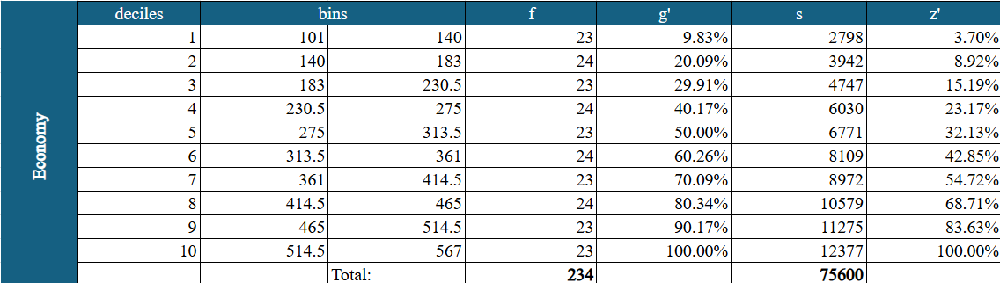 deciles bins f g' s z'
Economy
1 101 140 23 9.83% 2798 3.70%
2 140 183 24 20.09% 3942 8.92%
3 183 230.5 23 29.91% 4747 15.19%
4 230.5 275 24 40.17% 6030 23.17%
5 275 313.5 23 50.00% 6771 32.13%
6 313.5 361 24 60.26% 8109 42.85%
7 361 414.5 23 70.09% 8972 54.72%
8 414.5 465 24 80.34% 10579 68.71%
9 465 514.5 23 90.17% 11275 83.63%
10 514.5 567 23 100.00% 12377 100.00%
Total: 234 75600